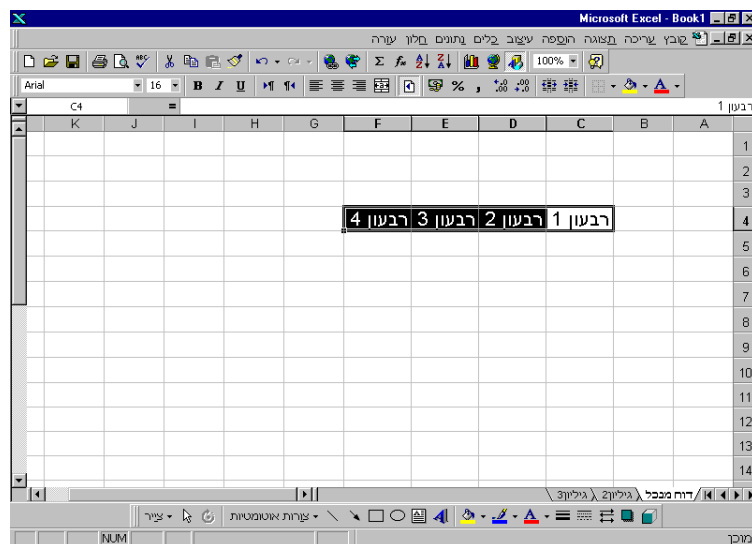 Microsoft Excel - Book1
קובץ עריכה תצוגה הוספה עיצוב כלים נתונים חלון עזרה
100%
Arial 16 B I U % ,
C4 = רבעון 1
A B C D E F G H I J K
1
2
3
4 רבעון 1 רבעון 2 רבעון 3 רבעון 4
5
6
7
8
9
10
11
12
13
14
דוח מנכל גיליון2 גיליון3
צייר צורות אוטומטיות
מוכן NUM